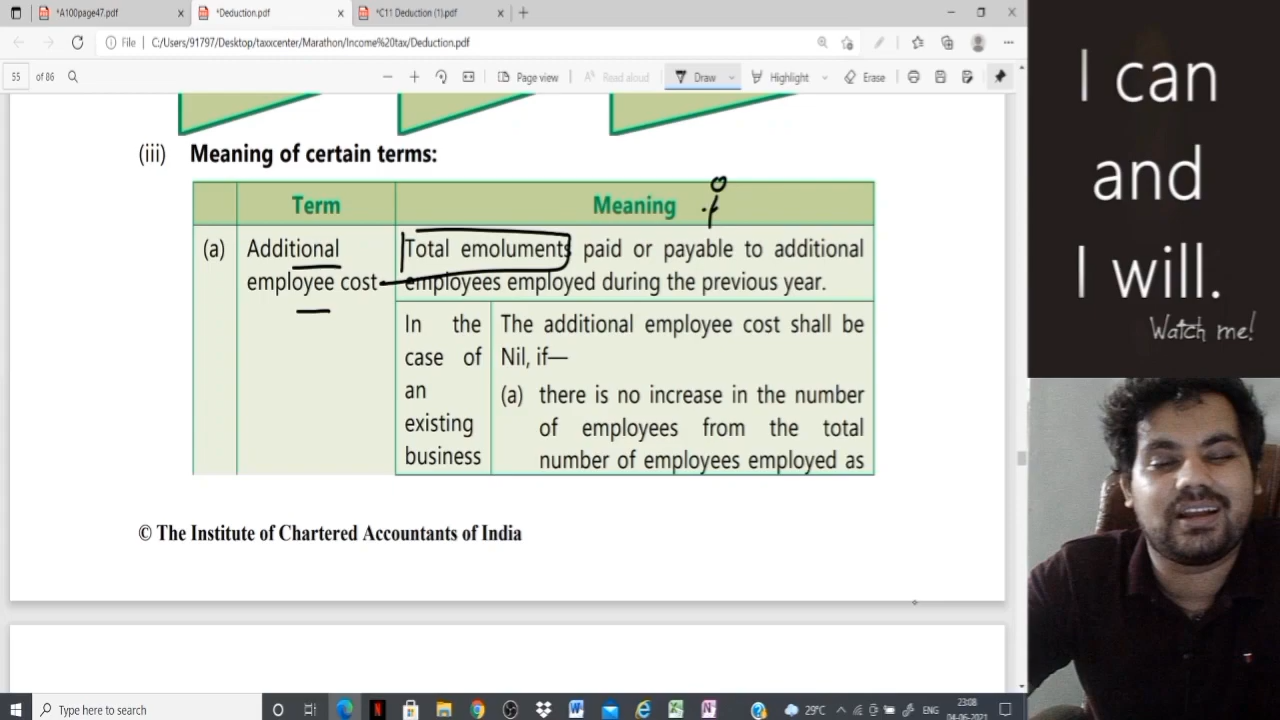 *A100page47.pdf
*Deduction.pdf
*C11 Deduction (1).pdf
File
C:/Users/91797/Desktop/taxxcenter/Marathon/Income%20tax/Deduction.pdf
55 of 86
Page view
Read aloud
Draw
Highlight
Erase
(iii) Meaning of certain terms:
Term
Meaning
(a) Additional employee cost
Total emoluments paid or payable to additional
employees employed during the previous year.
In the
case of
an
existing
business
The additional employee cost shall be
Nil, if—
(a) there is no increase in the number
of employees from the total
number of employees employed as
© The Institute of Chartered Accountants of India
I can
and
I will.
Watch me!
Type here to search
29°C
ENG
23:08
04-06-2021